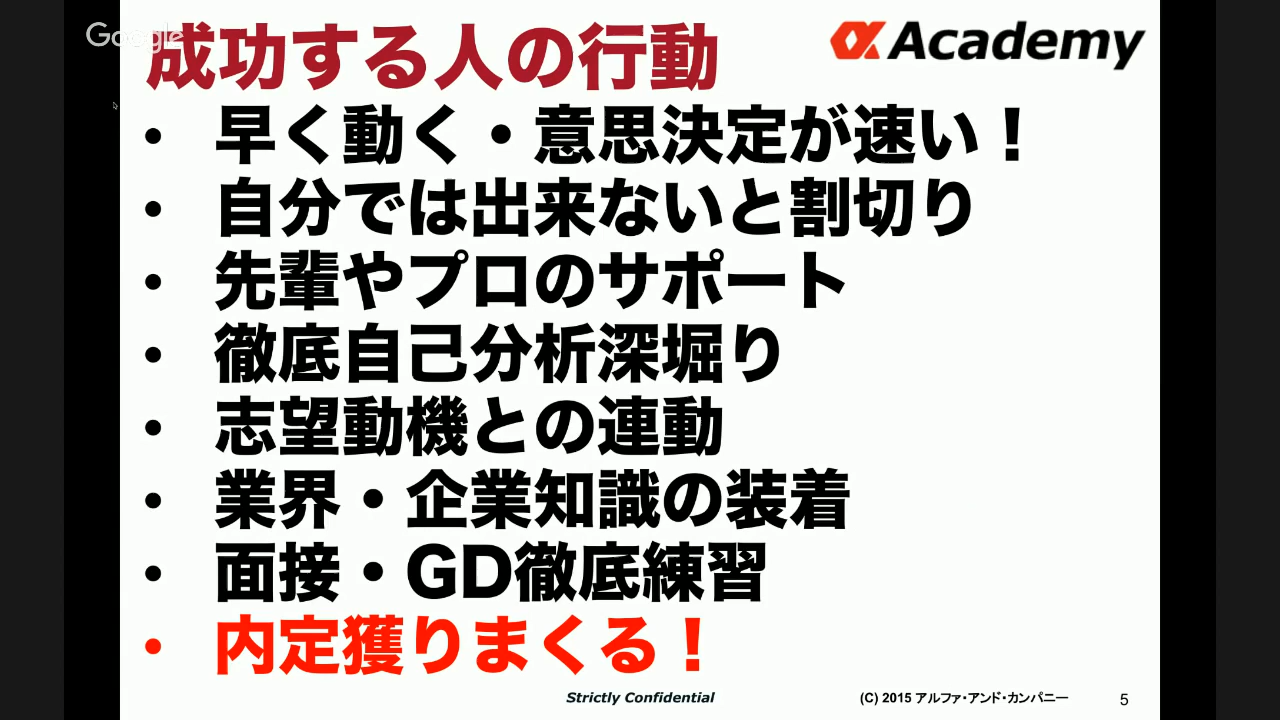 Google
成功する人の行動
αAcademy
• 早く動く・意思決定が速い！
• 自分では出来ないと割切り
• 先輩やプロのサポート
• 徹底自己分析深堀り
• 志望動機との連動
• 業界・企業知識の装着
• 面接・GD徹底練習
• 内定獲りまくる！
Strictly Confidential
(C) 2015 アルファ・アンド・カンパニー
5